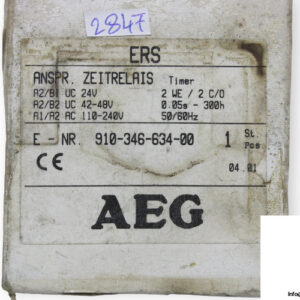 2847
ERS
ANSPR. ZEITRELAIS Timer
A2/B1 UC 24V 2 WE / 2 C/O
A2/B2 UC 42-48V 0.05s - 300h
A1/A2 AC 110-240V 50/60Hz
E - NR. 910-346-634-00 1 St. Pcs
CE 04.01
AEG